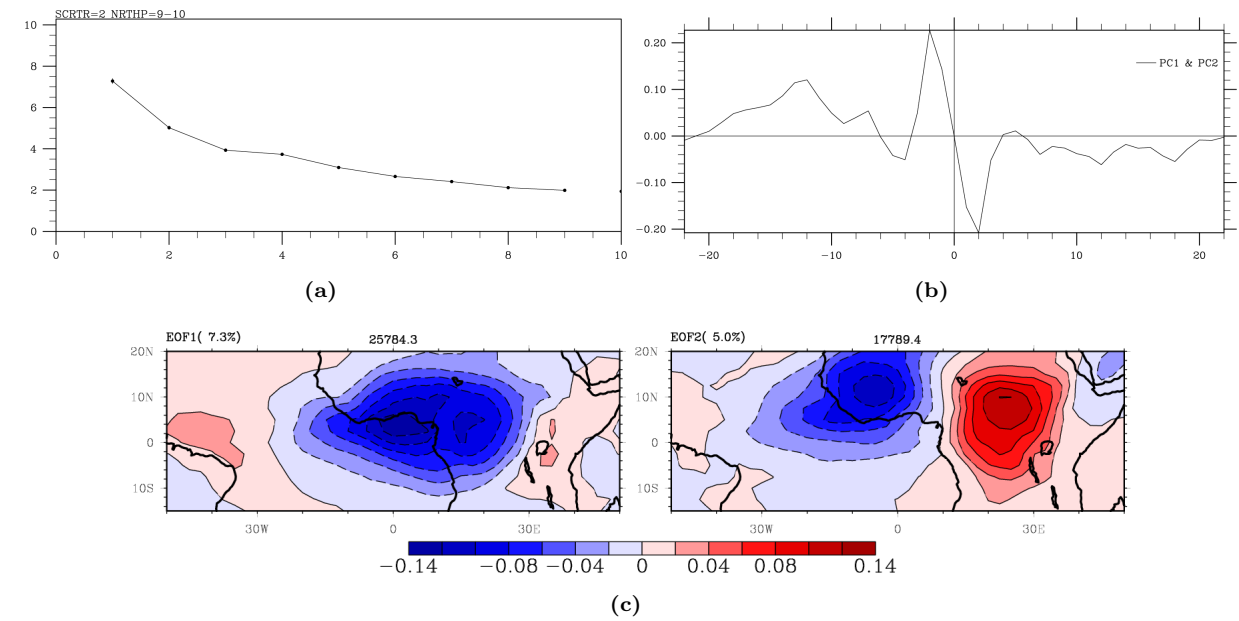 SCRTR=2 NRTHP=9-10
10
8
6
4
2
0
0 2 4 6 8 10
(a)
0.20
0.10
0.00
-0.10
-0.20
PC1 & PC2
-20 -10 0 10 20
(b)
EOF1( 7.3%) 25784.3
20N
10N
0
10S
30W 0 30E
EOF2( 5.0%) 17789.4
20N
10N
0
10S
30W 0 30E
-0.14 -0.08 -0.04 0 0.04 0.08 0.14
(c)